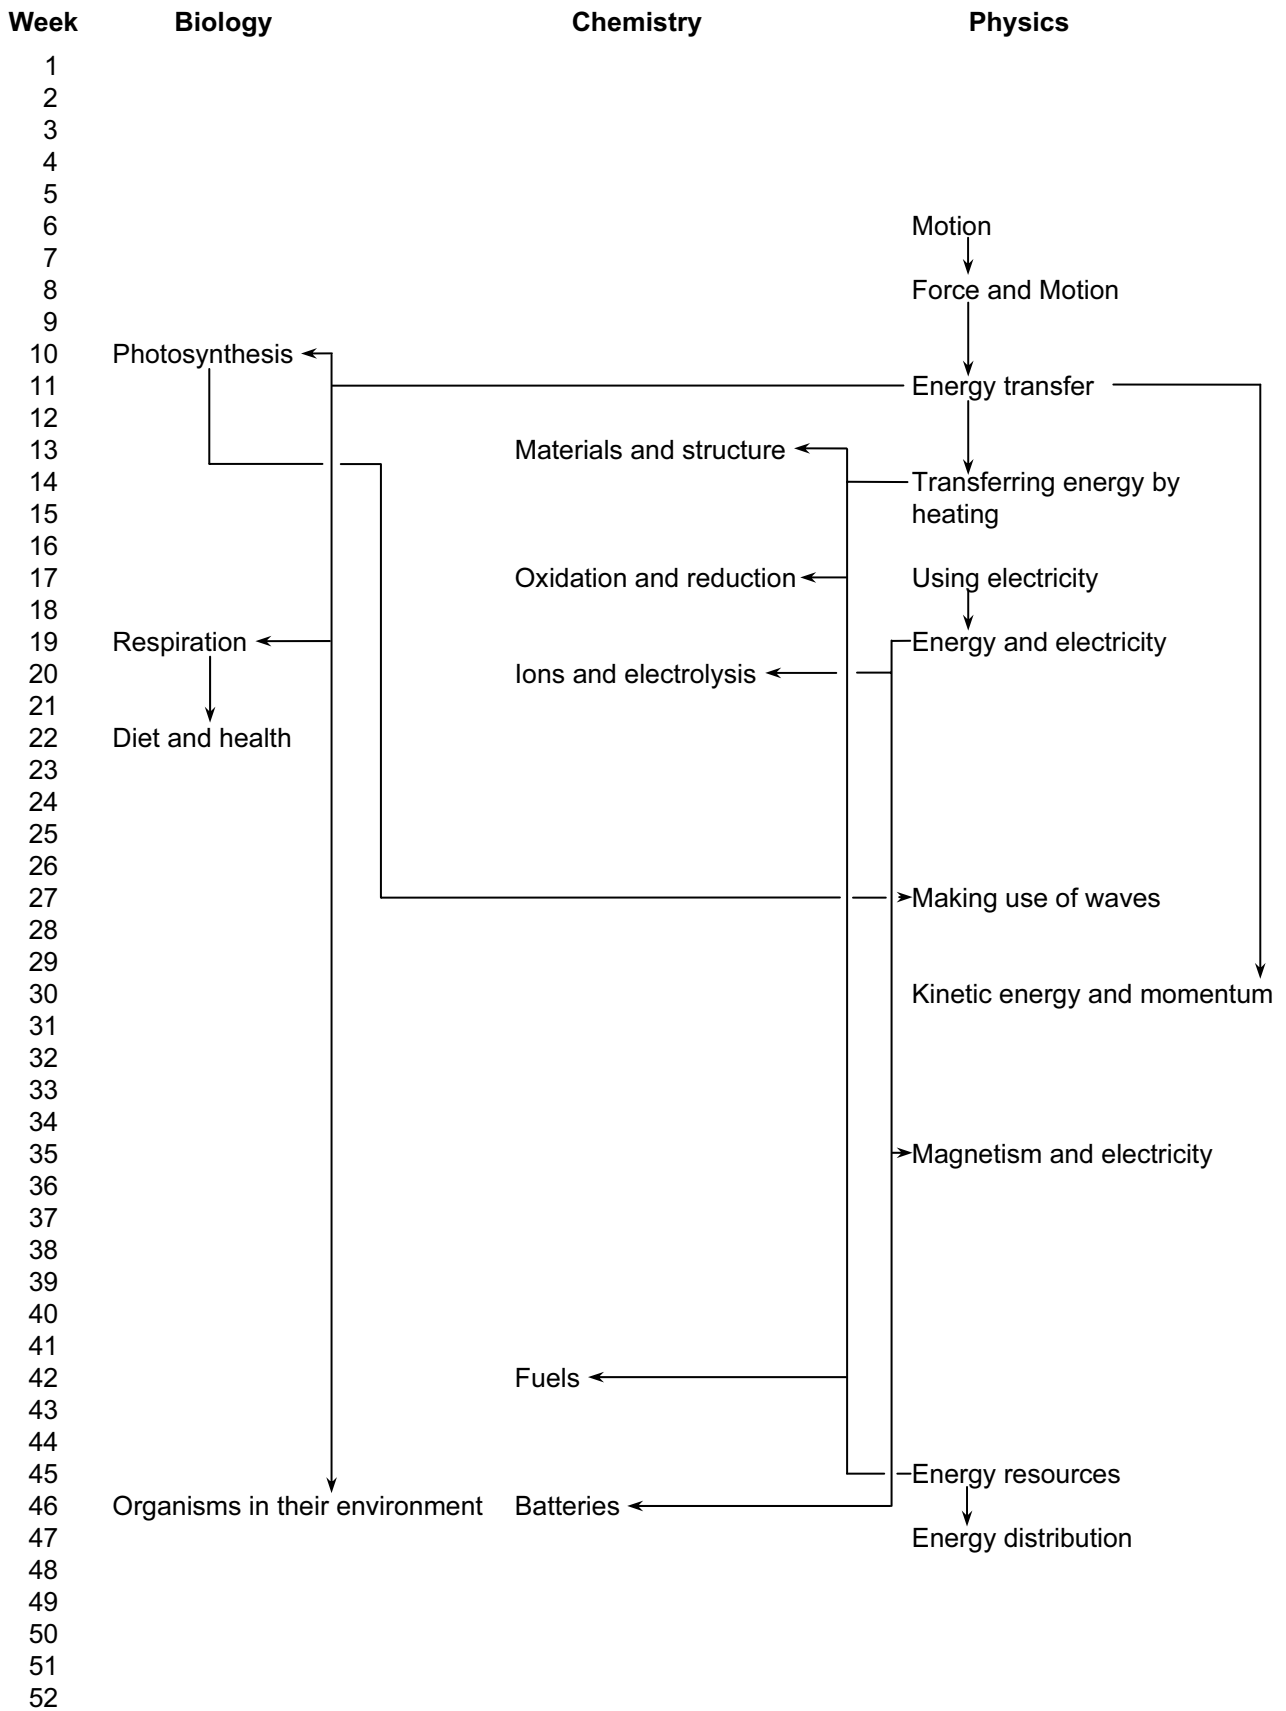 Week Biology Chemistry Physics
1
2
3
4
5
6 Motion
7
8 Force and Motion
9
10 Photosynthesis
11 Energy transfer
12
13 Materials and structure
14 Transferring energy by
15 heating
16
17 Oxidation and reduction Using electricity
18
19 Respiration Energy and electricity
20 Ions and electrolysis
21
22 Diet and health
23
24
25
26
27 Making use of waves
28
29
30 Kinetic energy and momentum
31
32
33
34
35 Magnetism and electricity
36
37
38
39
40
41
42 Fuels
43
44
45 Energy resources
46 Organisms in their environment Batteries
47 Energy distribution
48
49
50
51
52